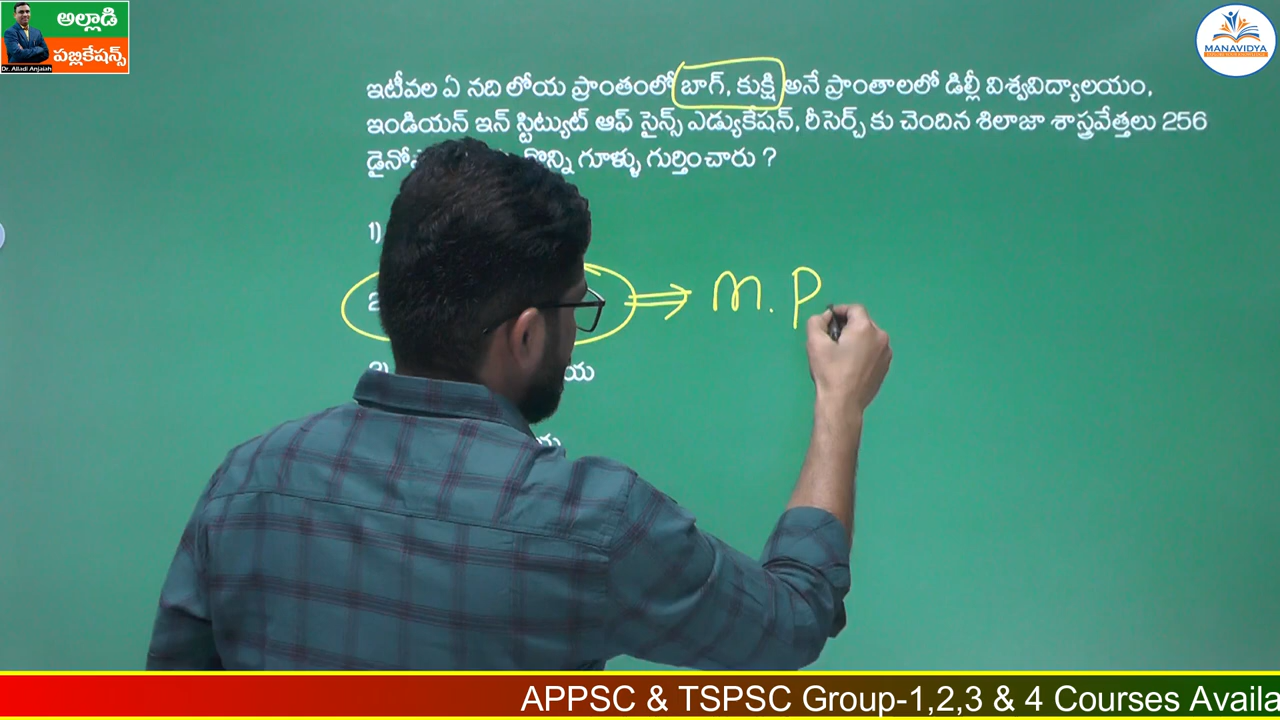 అల్లాడి
పబ్లికేషన్స్
Dr. Alladi Anjaiah
MANAVIDYA
ఇటీవల ఏ నది లోయ ప్రాంతంలో బాగ్, కుక్షి అనే ప్రాంతాలలో డిల్లీ విశ్వవిద్యాలయం,
ఇండియన్ ఇన్ స్టిట్యుట్ ఆఫ్ సైన్స్ ఎడ్యుకేషన్, రీసెర్చ్ కు చెందిన శిలాజా శాస్త్రవేత్తలు 256
గూళ్ళు గుర్తించారు ?
1)
M.P
APPSC & TSPSC Group-1,2,3 & 4 Courses